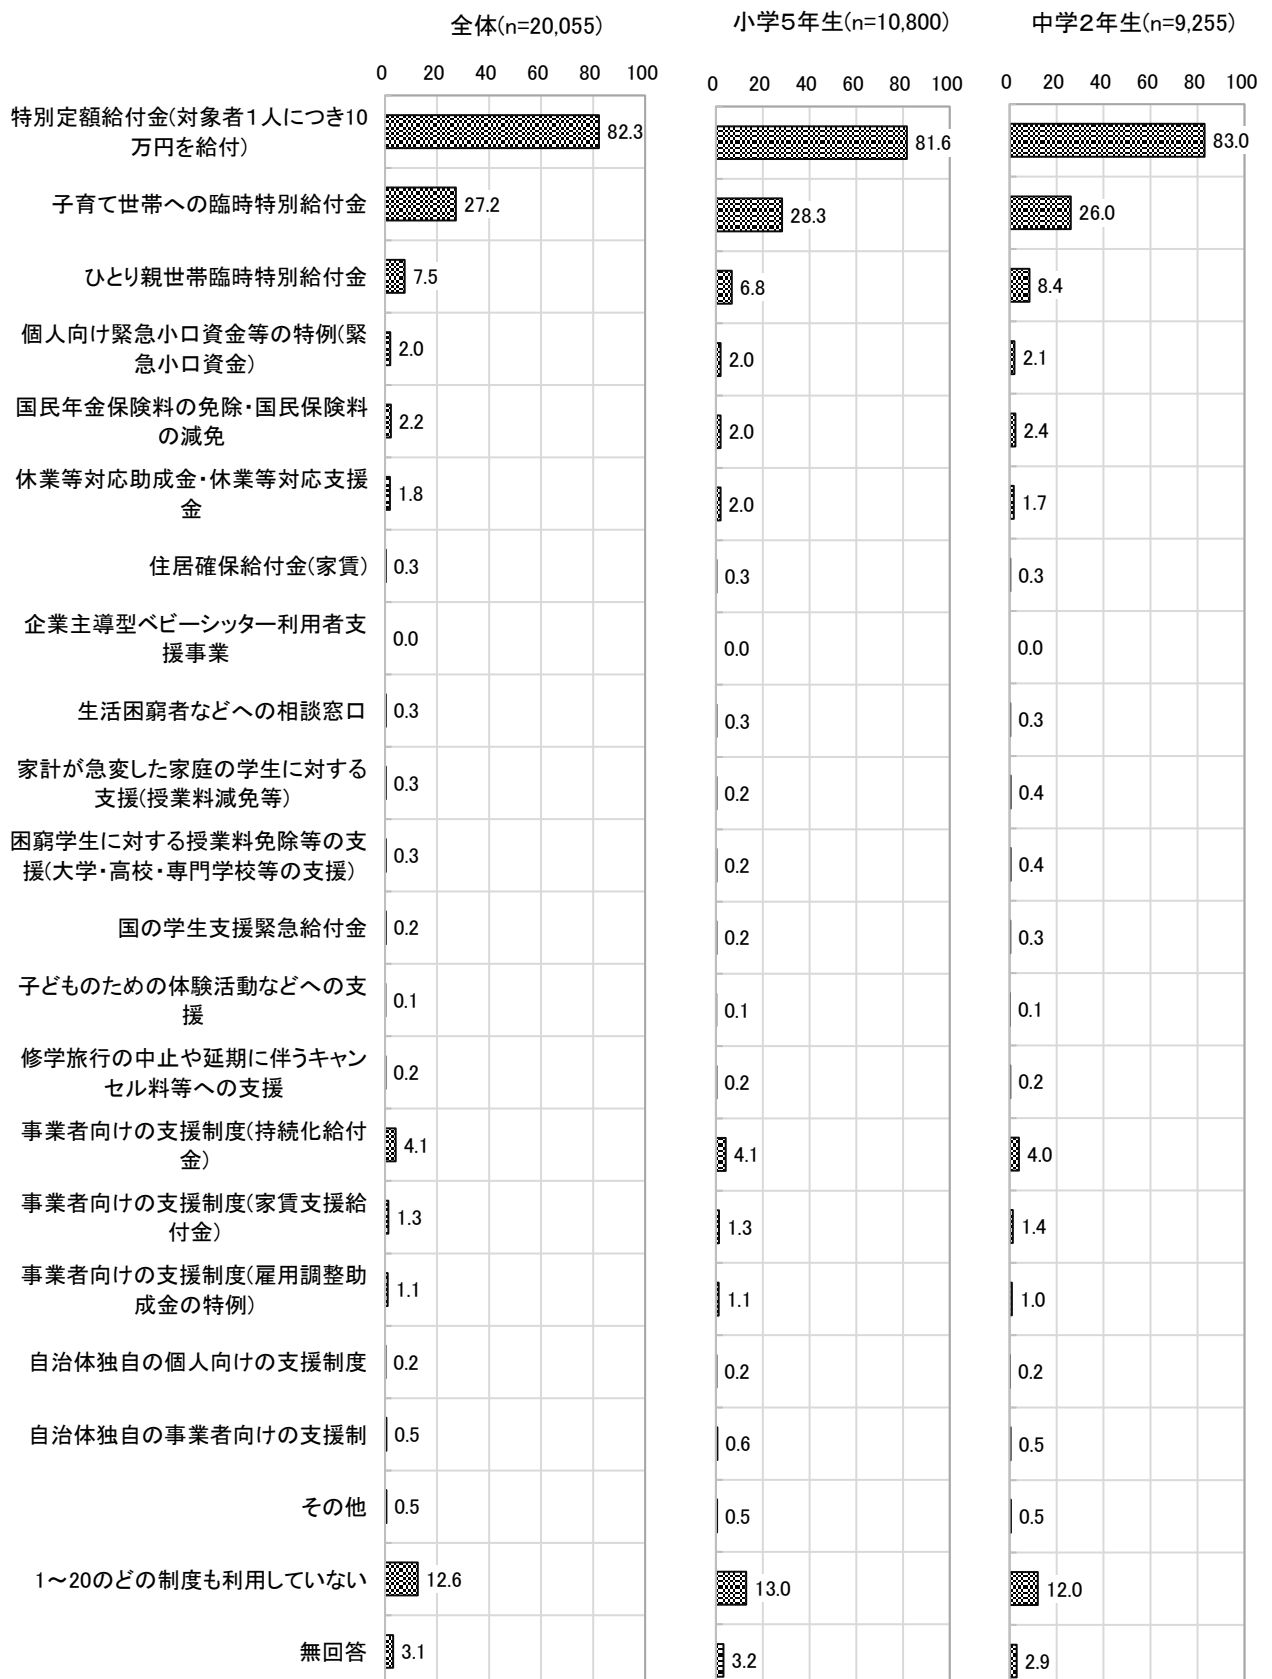 全体(n=20,055)
小学5年生(n=10,800)
中学2年生(n=9,255)
0 20 40 60 80 100
0 20 40 60 80 100
0 20 40 60 80 100
特別定額給付金(対象者1人につき10
万円を給付)
82.3
81.6
83.0
子育て世帯への臨時特別給付金
27.2
28.3
26.0
ひとり親世帯臨時特別給付金
7.5
6.8
8.4
個人向け緊急小口資金等の特例(緊
急小口資金)
2.0
2.0
2.1
国民年金保険料の免除・国民保険料
の減免
2.2
2.0
2.4
休業等対応助成金・休業等対応支援
金
1.8
2.0
1.7
住居確保給付金(家賃)
0.3
0.3
0.3
企業主導型ベビーシッター利用者支
援事業
0.0
0.0
0.0
生活困窮者などへの相談窓口
0.3
0.3
0.3
家計が急変した家庭の学生に対する
支援(授業料減免等)
0.3
0.2
0.4
困窮学生に対する授業料免除等の支
援(大学・高校・専門学校等の支援)
0.3
0.2
0.4
国の学生支援緊急給付金
0.2
0.2
0.3
子どものための体験活動などへの支
援
0.1
0.1
0.1
修学旅行の中止や延期に伴うキャン
セル料等への支援
0.2
0.2
0.2
事業者向けの支援制度(持続化給付
金)
4.1
4.1
4.0
事業者向けの支援制度(家賃支援給
付金)
1.3
1.3
1.4
事業者向けの支援制度(雇用調整助
成金の特例)
1.1
1.1
1.0
自治体独自の個人向けの支援制度
0.2
0.2
0.2
自治体独自の事業者向けの支援制
0.5
0.6
0.5
その他
0.5
0.5
0.5
1～20のどの制度も利用していない
12.6
13.0
12.0
無回答
3.1
3.2
2.9